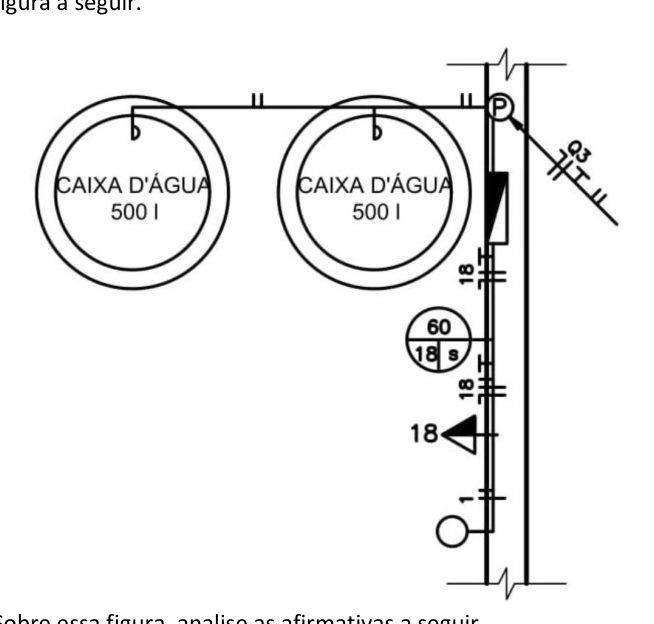 igura a seguir.
P
Q3
CAIXA D'ÁGUA
500 l
CAIXA D'ÁGUA
500 l
18
60
18 s
18
18
1
Sobre essa figura, analise as afirmativas a seguir